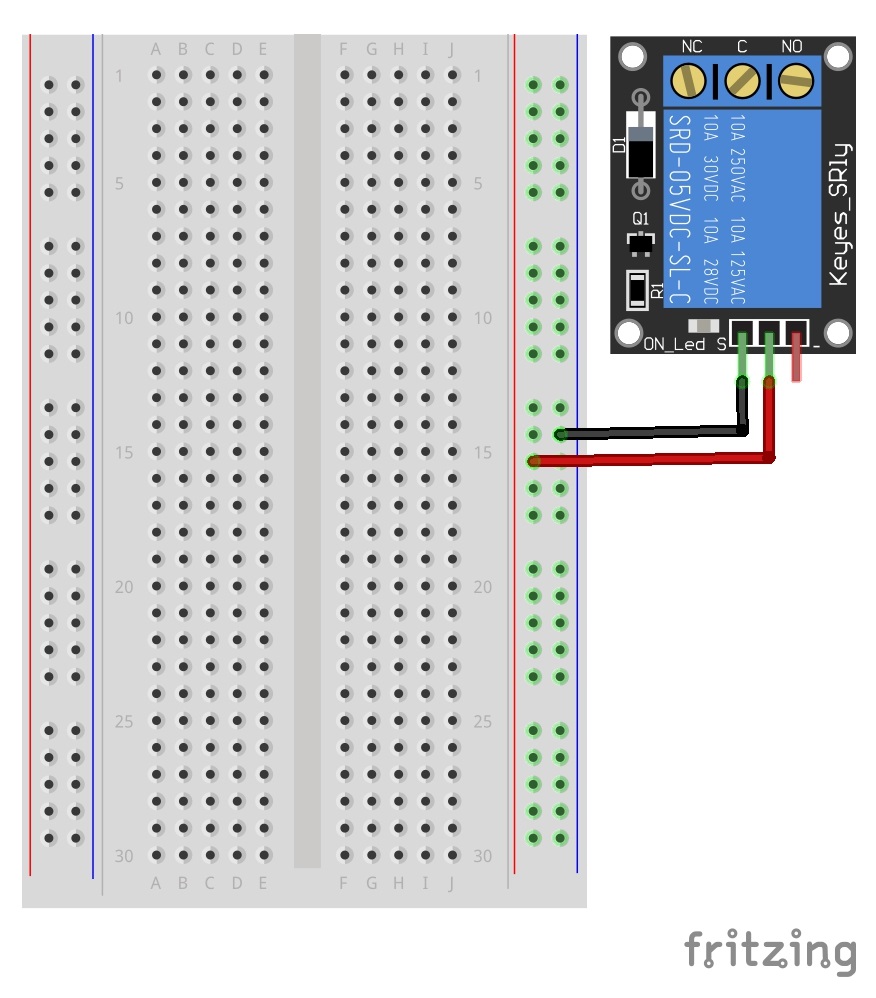 A B C D E F G H I J
1 1
5 5
10 10
15 15
20 20
25 25
30 30
A B C D E F G H I J
NC C NO
D1
Q1
R1
SRD-05VDC-SL-C
10A 30VDC 10A 28VDC
10A 250VAC 10A 125VAC
Keyes_SRly
ON_Led S -
fritzing